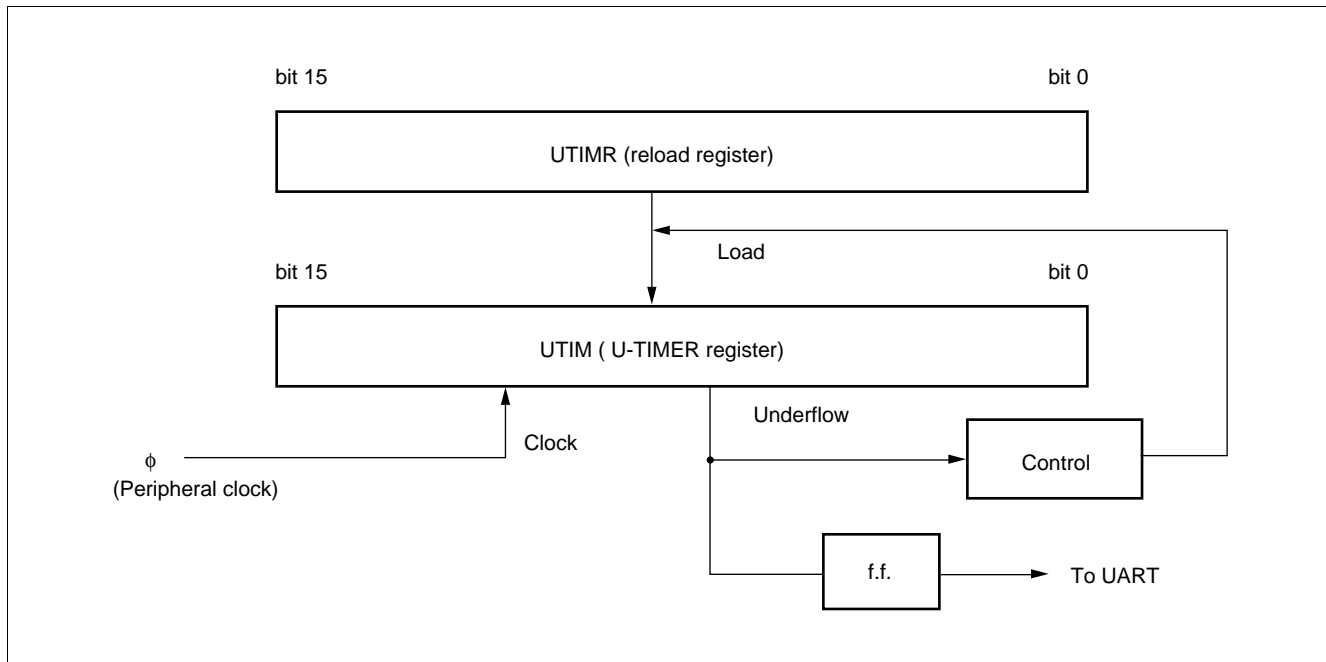 bit 15
bit 0
UTIMR (reload register)
Load
bit 15
bit 0
UTIM ( U-TIMER register)
Underflow
Clock
Control
ϕ
(Peripheral clock)
f.f.
To UART